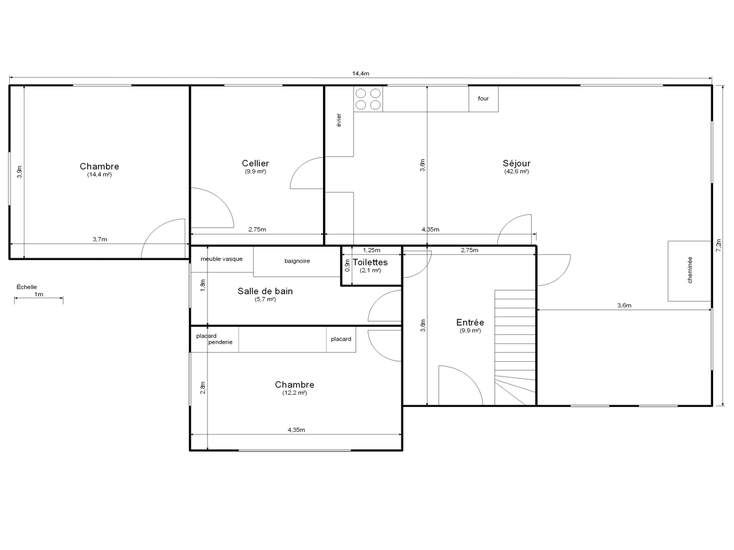 14,4m
four
évier
Chambre
(14,4 m²)
3,9m
3,7m
Cellier
(9,9 m²)
2,75m
3,6m
Séjour
(42,6 m²)
4,35m
7,2m
cheminée
3,6m
Échelle
1m
meuble vasque
baignoire
1,8m
Salle de bain
(5,7 m²)
1,25m
0,9m
Toilettes
(2,1 m²)
2,75m
3,6m
Entrée
(9,9 m²)
placard
penderie
placard
2,8m
Chambre
(12,2 m²)
4,35m